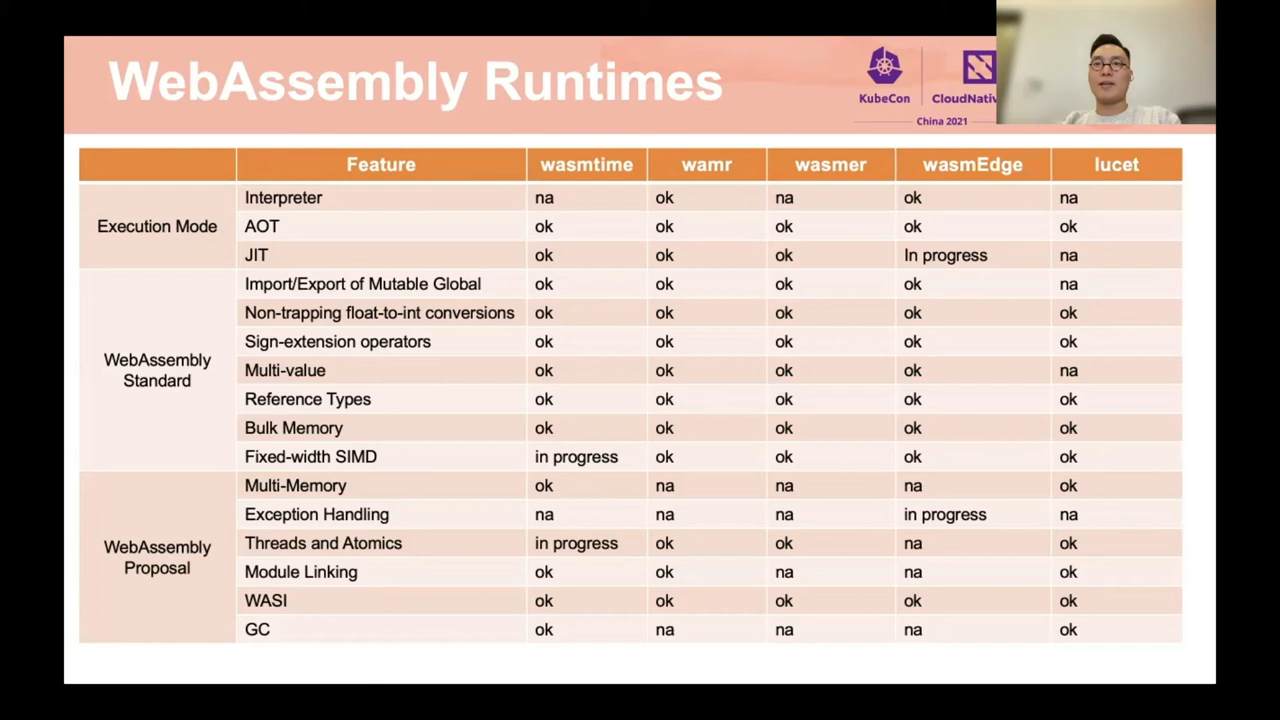 WebAssembly Runtimes
KubeCon
CloudNativ
China 2021
Feature wasmtime wamr wasmer wasmEdge lucet
Execution Mode
Interpreter na ok na ok na
AOT ok ok ok ok ok
JIT ok ok ok In progress na
WebAssembly
Standard
Import/Export of Mutable Global ok ok ok ok na
Non-trapping float-to-int conversions ok ok ok ok ok
Sign-extension operators ok ok ok ok ok
Multi-value ok ok ok ok na
Reference Types ok ok ok ok ok
Bulk Memory ok ok ok ok ok
Fixed-width SIMD in progress ok ok ok ok
WebAssembly
Proposal
Multi-Memory ok na na na ok
Exception Handling na na na in progress na
Threads and Atomics in progress ok ok na ok
Module Linking ok ok na na ok
WASI ok ok ok ok ok
GC ok na na na ok